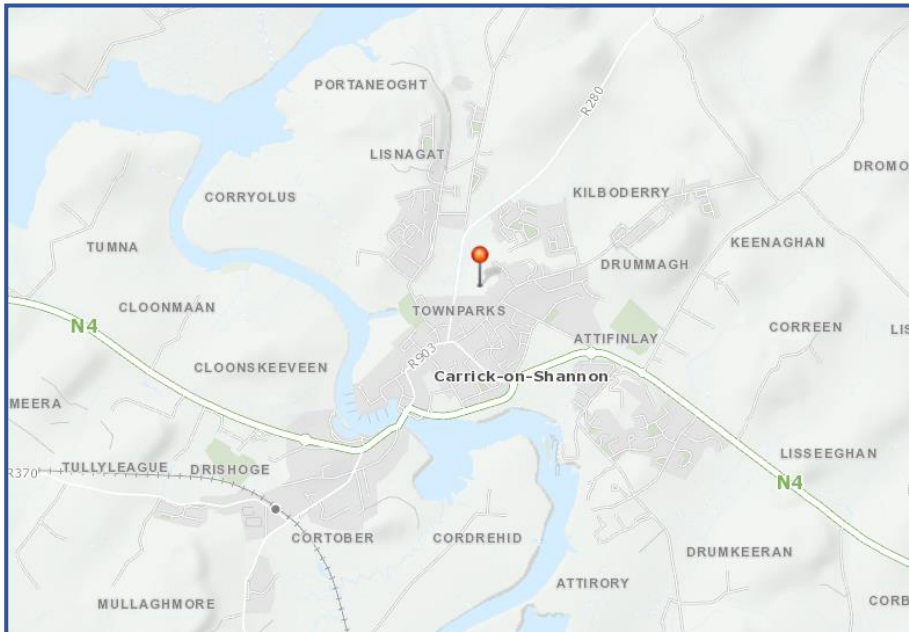 PORTANEOGHT
R280
LISNAGAT
DROMO
KILBODERRY
CORRYOLUS
KEENAGHAN
TUMNA
DRUMMAGH
CLOONMAAN
TOWNPARKS
N4
CORREEN
LIS
ATTIFINLAY
R903
CLOONSKEEVEEN
Carrick-on-Shannon
MEERA
LISSEEGHAN
TULLYLEAGUE
DRISHOGE
R370
N4
CORTOBER
CORDREHID
DRUMKEERAN
ATTIRORY
MULLAGHMORE
CORB